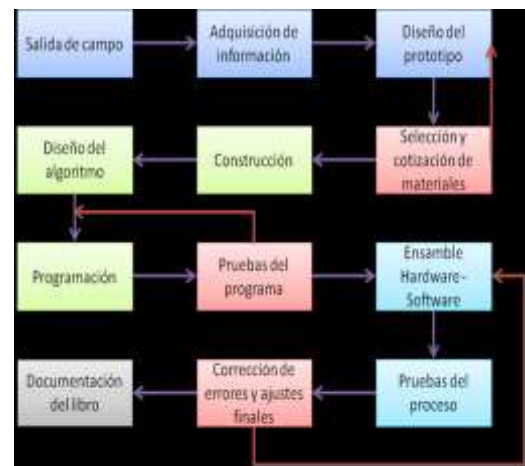 Salida de campo
Adquisición de
información
Diseño del
prototipo
Diseño del
algoritmo
Construcción
Selección y
cotización de
materiales
Programación
Pruebas del
programa
Ensamble
Hardware -
Software
Documentación
del libro
Corrección de
errores y ajustes
finales
Pruebas del
proceso